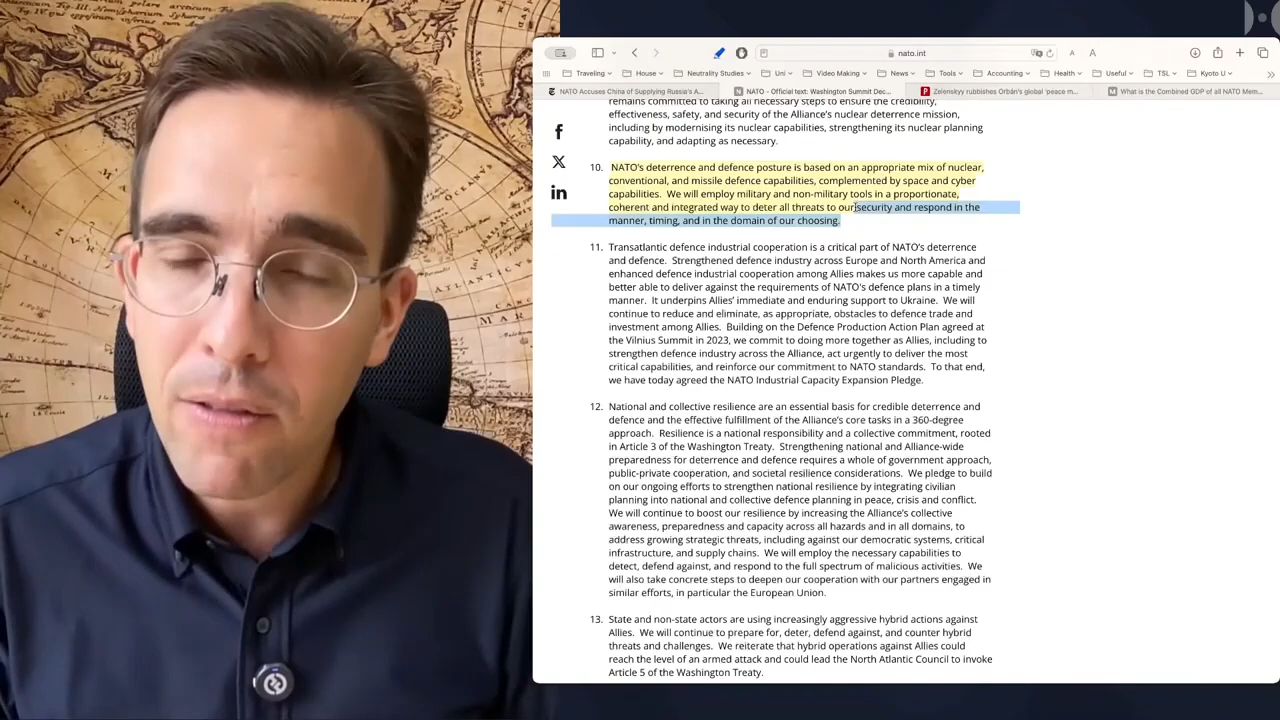 nato.int
A A
Traveling House Neutrality Studies Uni Video Making News Tools Accounting Health Useful TSL Kyoto U
NATO Accuses China of Supplying Russia's A... NATO - Official text: Washington Summit Dec... Zelenskyy rubbishes Orbán's global 'peace m... What is the Combined GDP of all NATO Mem...
remains committed to taking all necessary steps to ensure the credibility,
effectiveness, safety, and security of the Alliance's nuclear deterrence mission,
including by modernising its nuclear capabilities, strengthening its nuclear planning
capability, and adapting as necessary.
10. NATO's deterrence and defence posture is based on an appropriate mix of nuclear,
conventional, and missile defence capabilities, complemented by space and cyber
capabilities. We will employ military and non-military tools in a proportionate,
coherent and integrated way to deter all threats to our security and respond in the
manner, timing, and in the domain of our choosing.
11. Transatlantic defence industrial cooperation is a critical part of NATO's deterrence
and defence. Strengthened defence industry across Europe and North America and
enhanced defence industrial cooperation among Allies makes us more capable and
better able to deliver against the requirements of NATO's defence plans in a timely
manner. It underpins Allies' immediate and enduring support to Ukraine. We will
continue to reduce and eliminate, as appropriate, obstacles to defence trade and
investment among Allies. Building on the Defence Production Action Plan agreed at
the Vilnius Summit in 2023, we commit to doing more together as Allies, including to
strengthen defence industry across the Alliance, act urgently to deliver the most
critical capabilities, and reinforce our commitment to NATO standards. To that end,
we have today agreed the NATO Industrial Capacity Expansion Pledge.
12. National and collective resilience are an essential basis for credible deterrence and
defence and the effective fulfillment of the Alliance's core tasks in a 360-degree
approach. Resilience is a national responsibility and a collective commitment, rooted
in Article 3 of the Washington Treaty. Strengthening national and Alliance-wide
preparedness for deterrence and defence requires a whole of government approach,
public-private cooperation, and societal resilience considerations. We pledge to build
on our ongoing efforts to strengthen national resilience by integrating civilian
planning into national and collective defence planning in peace, crisis and conflict.
We will continue to boost our resilience by increasing the Alliance's collective
awareness, preparedness and capacity across all hazards and in all domains, to
address growing strategic threats, including against our democratic systems, critical
infrastructure, and supply chains. We will employ the necessary capabilities to
detect, defend against, and respond to the full spectrum of malicious activities. We
will also take concrete steps to deepen our cooperation with our partners engaged in
similar efforts, in particular the European Union.
13. State and non-state actors are using increasingly aggressive hybrid actions against
Allies. We will continue to prepare for, deter, defend against, and counter hybrid
threats and challenges. We reiterate that hybrid operations against Allies could
reach the level of an armed attack and could lead the North Atlantic Council to invoke
Article 5 of the Washington Treaty.